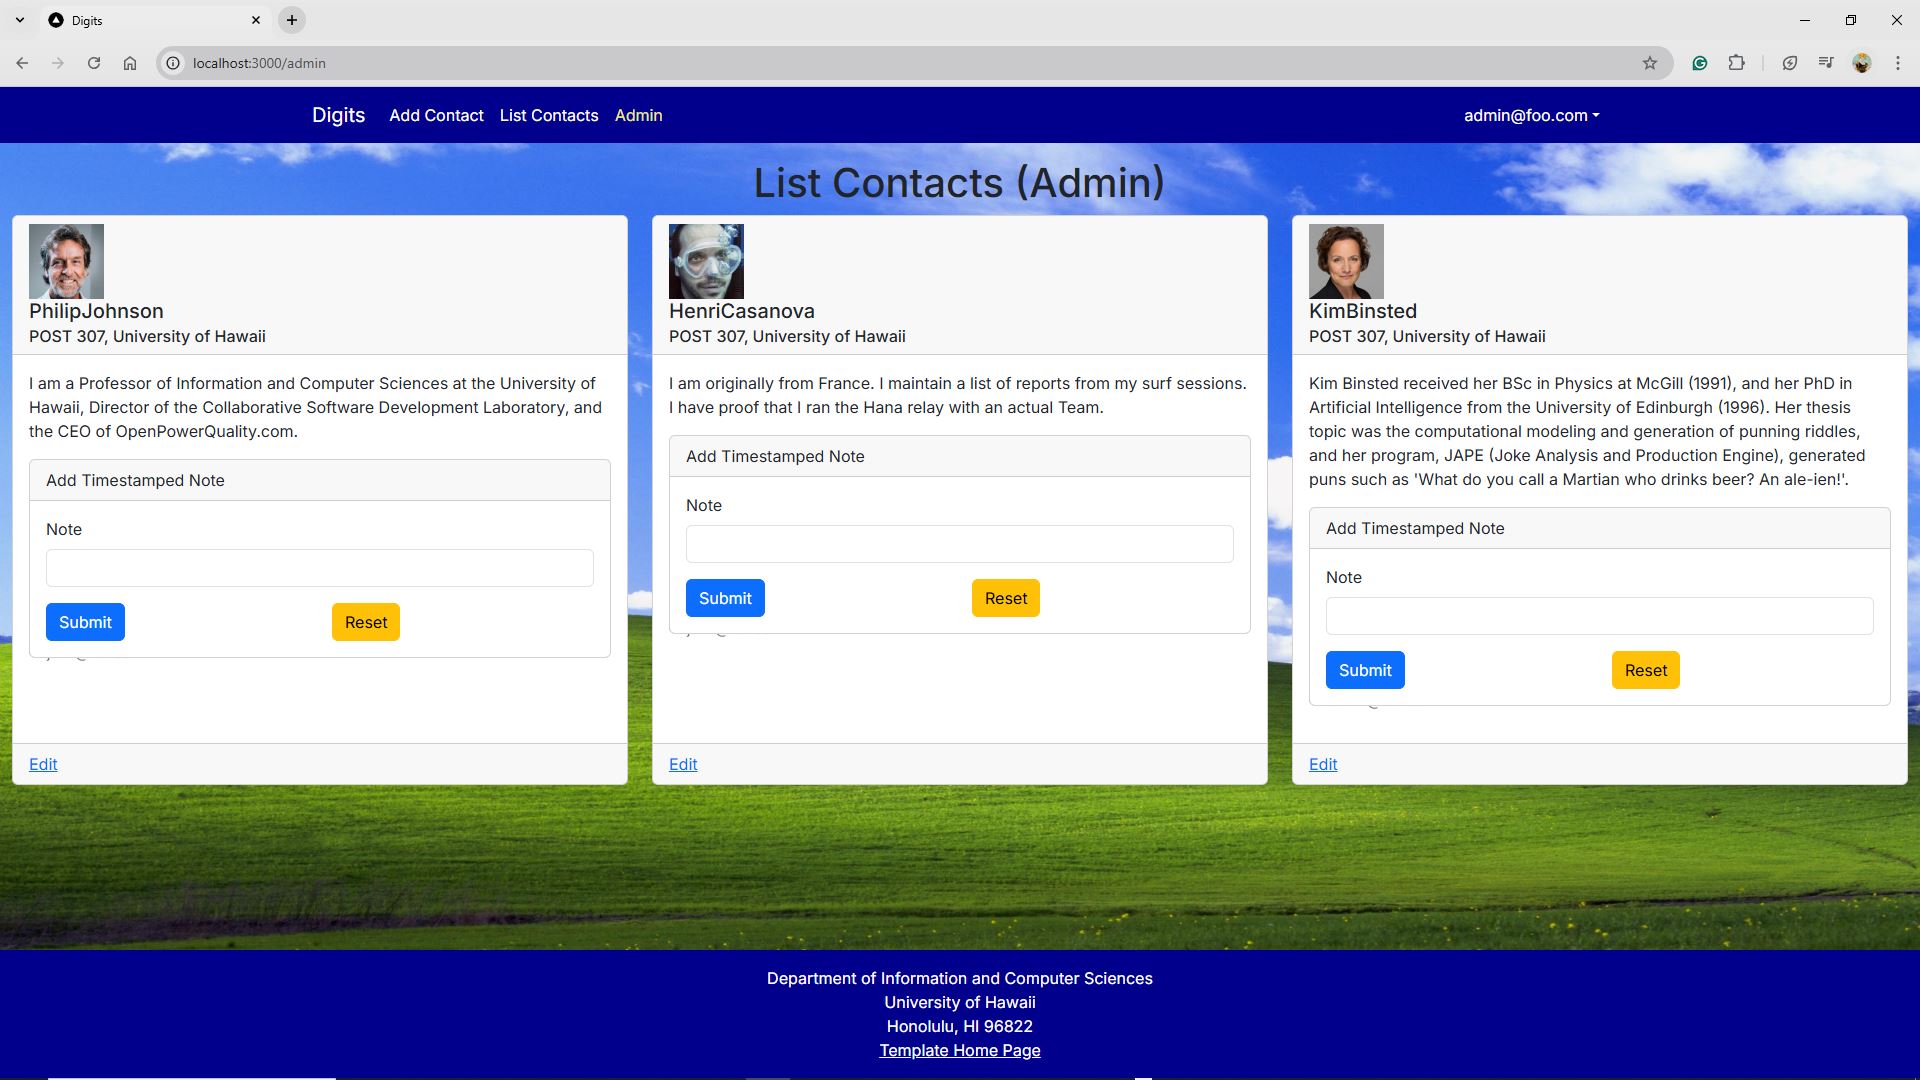 Digits
localhost:3000/admin
Digits Add Contact List Contacts Admin admin@foo.com
List Contacts (Admin)
PhilipJohnson
POST 307, University of Hawaii
I am a Professor of Information and Computer Sciences at the University of
Hawaii, Director of the Collaborative Software Development Laboratory, and
the CEO of OpenPowerQuality.com.
Add Timestamped Note
Note
Submit Reset
Edit
HenriCasanova
POST 307, University of Hawaii
I am originally from France. I maintain a list of reports from my surf sessions.
I have proof that I ran the Hana relay with an actual Team.
Add Timestamped Note
Note
Submit Reset
Edit
KimBinsted
POST 307, University of Hawaii
Kim Binsted received her BSc in Physics at McGill (1991), and her PhD in
Artificial Intelligence from the University of Edinburgh (1996). Her thesis
topic was the computational modeling and generation of punning riddles,
and her program, JAPE (Joke Analysis and Production Engine), generated
puns such as 'What do you call a Martian who drinks beer? An ale-ien!'.
Add Timestamped Note
Note
Submit Reset
Edit
Department of Information and Computer Sciences
University of Hawaii
Honolulu, HI 96822
Template Home Page